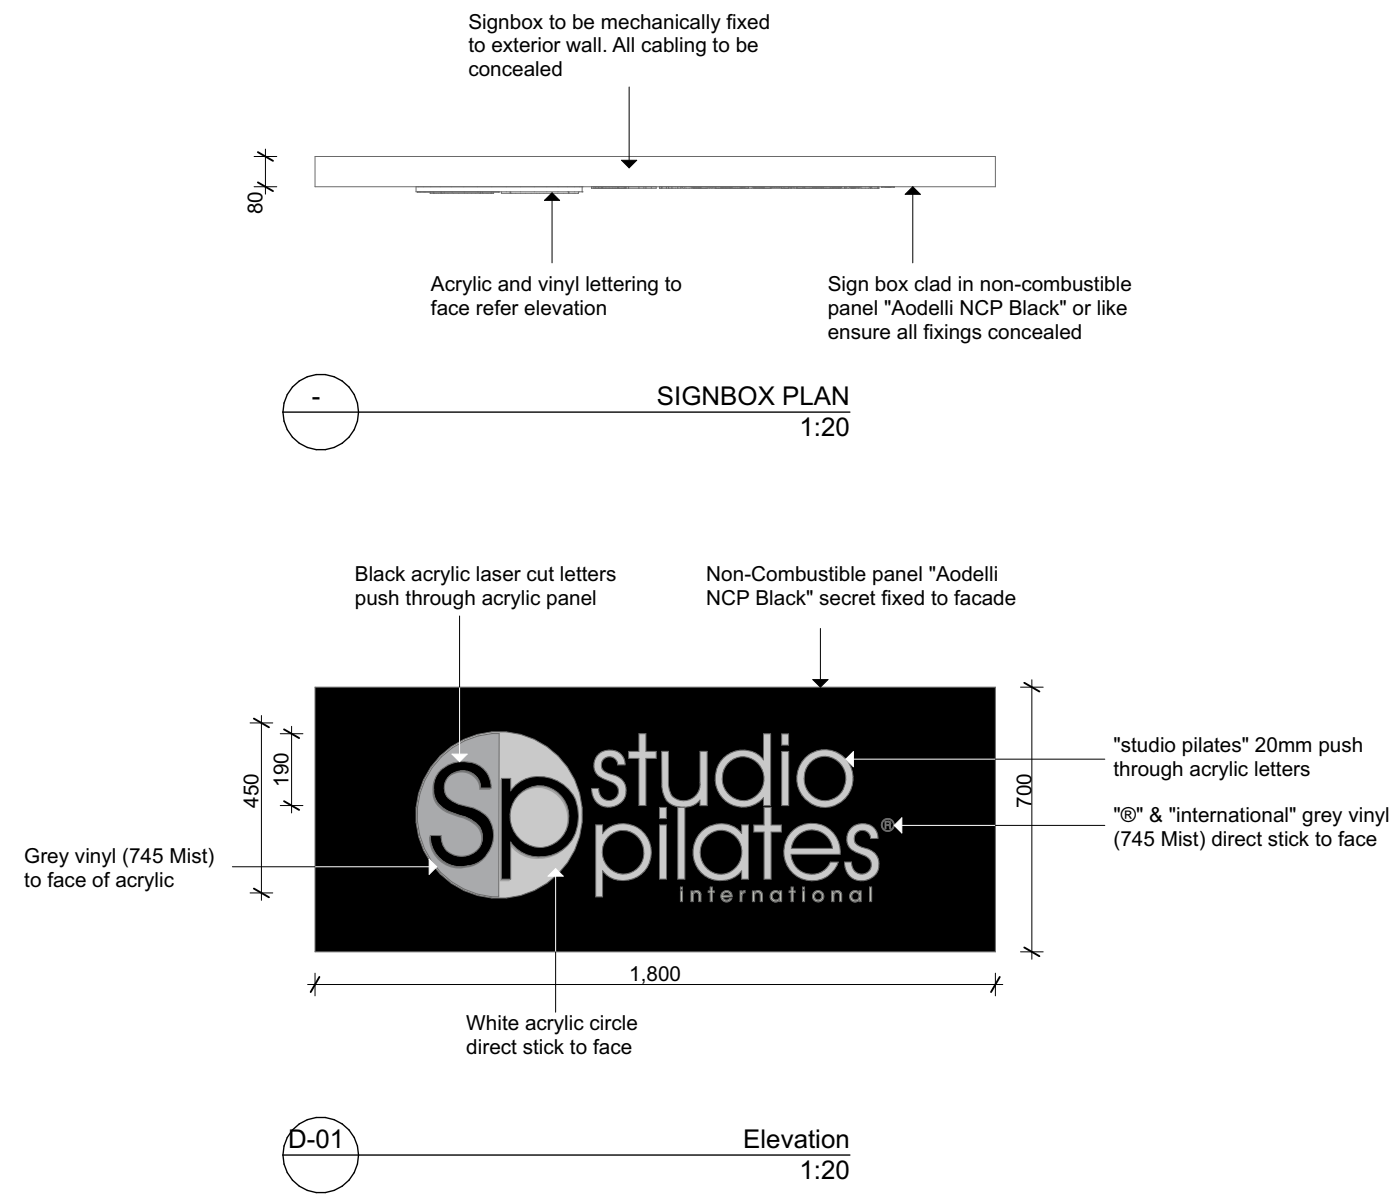 Signbox to be mechanically fixed
to exterior wall. All cabling to be
concealed
80
Acrylic and vinyl lettering to
face refer elevation
Sign box clad in non-combustible
panel "Aodelli NCP Black" or like
ensure all fixings concealed
-
SIGNBOX PLAN
1:20
Black acrylic laser cut letters
push through acrylic panel
Non-Combustible panel "Aodelli
NCP Black" secret fixed to facade
450
190
Sp
studio
pilates®
international
700
"studio pilates" 20mm push
through acrylic letters
"®" & "international" grey vinyl
(745 Mist) direct stick to face
Grey vinyl (745 Mist)
to face of acrylic
1,800
White acrylic circle
direct stick to face
D-01
Elevation
1:20